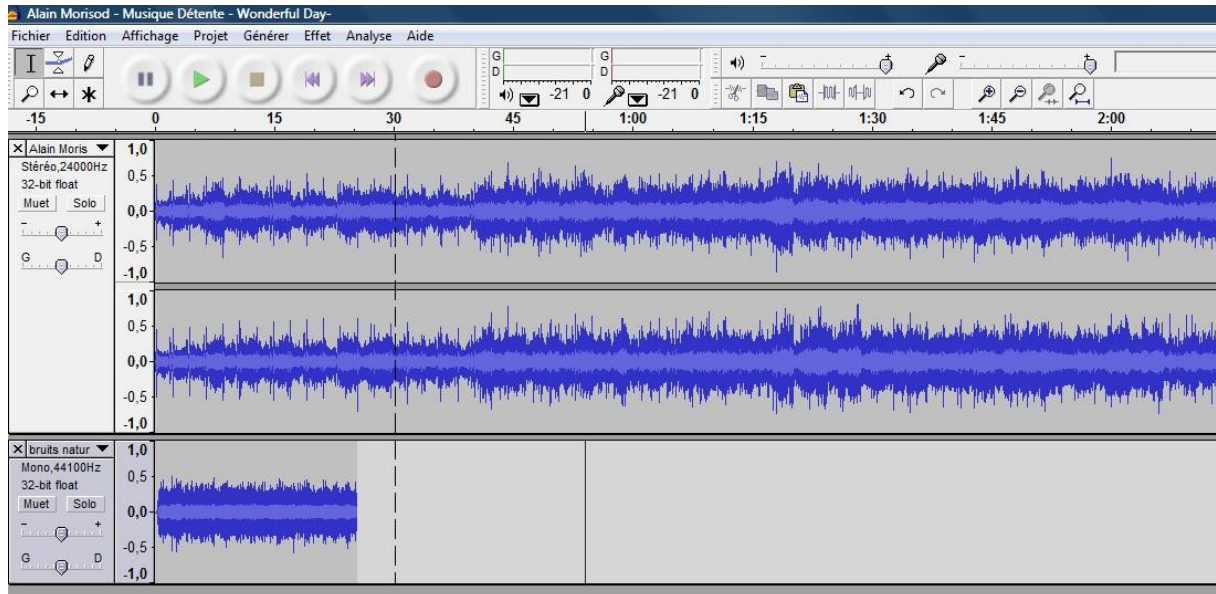 Alain Morisod - Musique Détente - Wonderful Day-
Fichier Edition Affichage Projet Générer Effet Analyse Aide
G G
D D
-21 0 -21 0
-15 0 15 30 45 1:00 1:15 1:30 1:45 2:00
Alain Moris
Stéréo,24000Hz
32-bit float
Muet Solo
- +
G D
1,0
0,5
0,0
-0,5
-1,0
1,0
0,5
0,0
-0,5
-1,0
bruits natur
Mono,44100Hz
32-bit float
Muet Solo
- +
G D
1,0
0,5
0,0
-0,5
-1,0